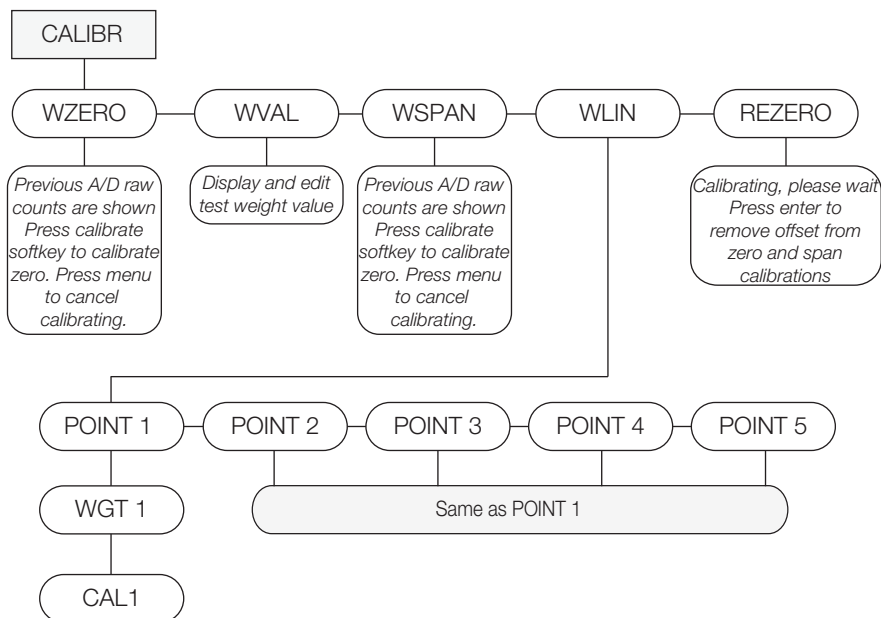 CALIBR
WZERO
WVAL
WSPAN
WLIN
REZERO
Previous A/D raw
counts are shown
Press calibrate
softkey to calibrate
zero. Press menu
to cancel
calibrating.
Display and edit
test weight value
Previous A/D raw
counts are shown
Press calibrate
softkey to calibrate
zero. Press menu
to cancel
calibrating.
Calibrating, please wait
Press enter to
remove offset from
zero and span
calibrations
POINT 1
POINT 2
POINT 3
POINT 4
POINT 5
WGT 1
Same as POINT 1
CAL1